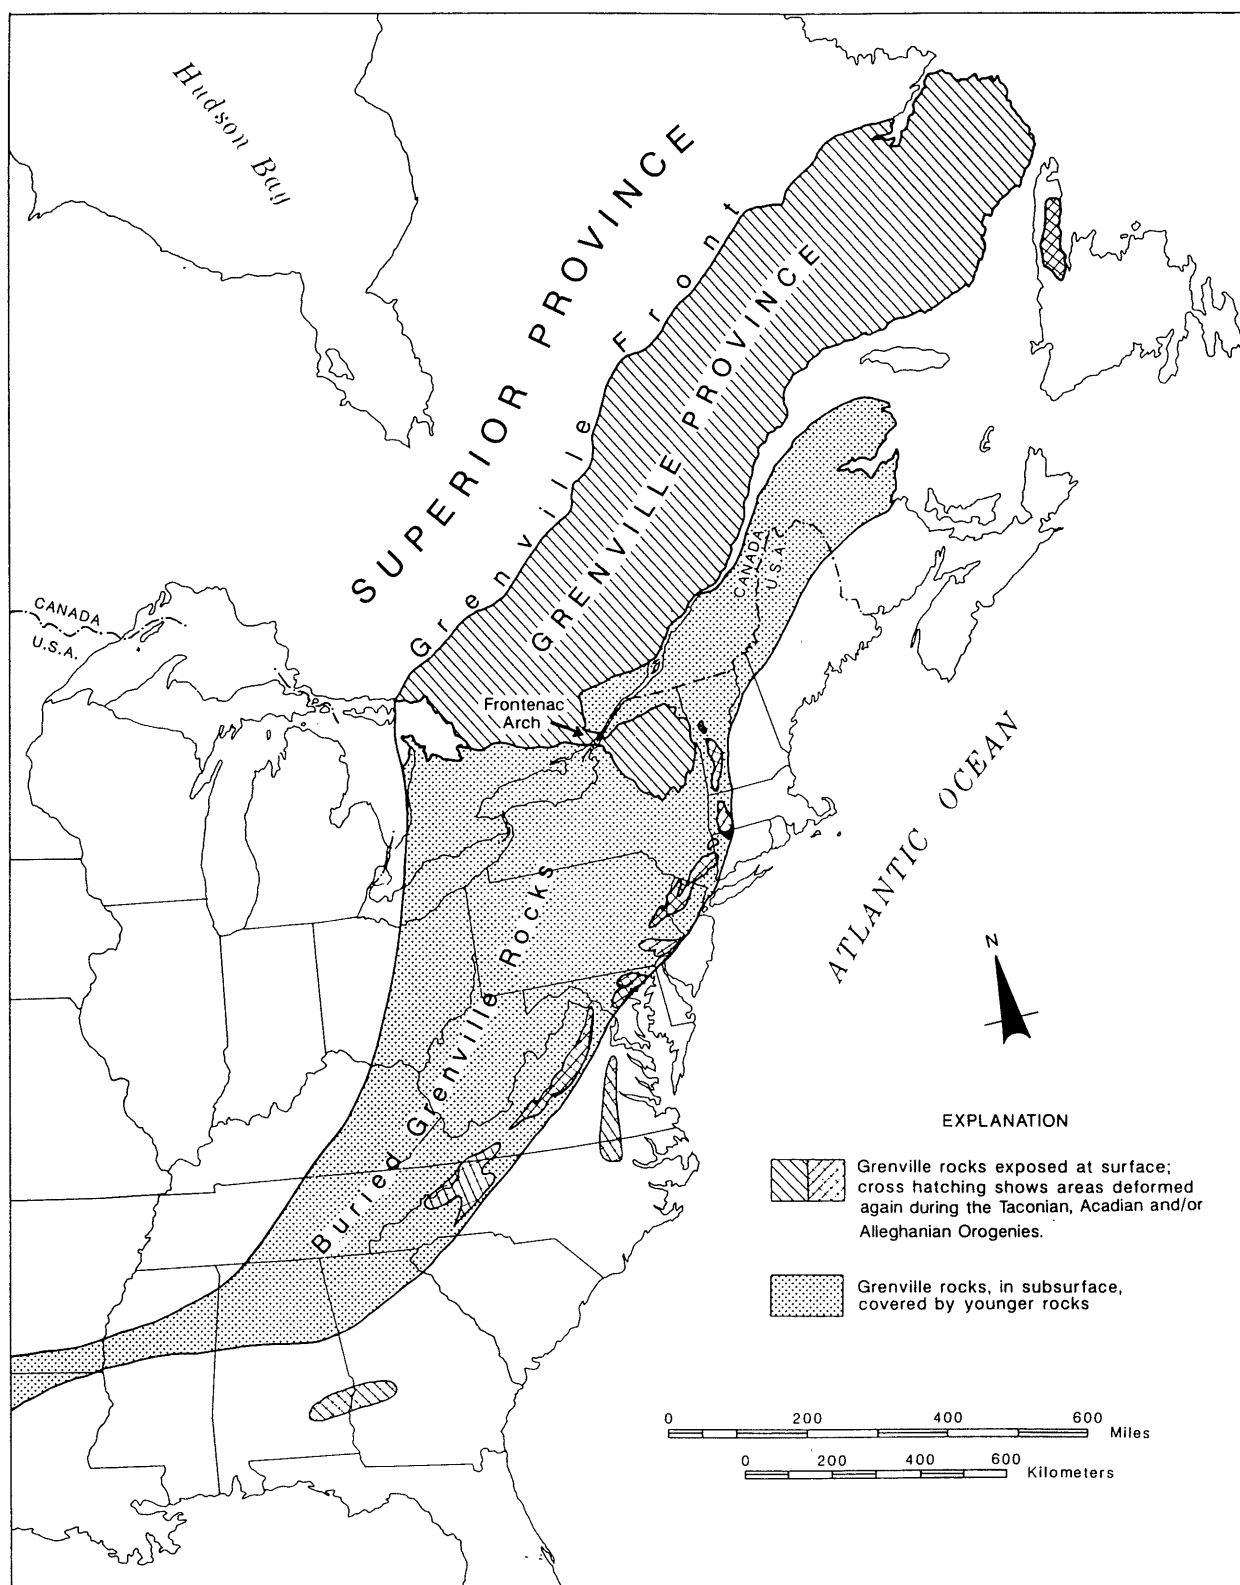 Hudson Bay
SUPERIOR PROVINCE
Grenville Front
GRENVILLE PROVINCE
CANADA
U.S.A.
CANADA
U.S.A.
Frontenac
Arch
ATLANTIC OCEAN
Buried Grenville Rocks
N
EXPLANATION
Grenville rocks exposed at surface;
cross hatching shows areas deformed
again during the Taconian, Acadian and/or
Alleghanian Orogenies.
Grenville rocks, in subsurface,
covered by younger rocks
0 200 400 600
Miles
0 200 400 600
Kilometers